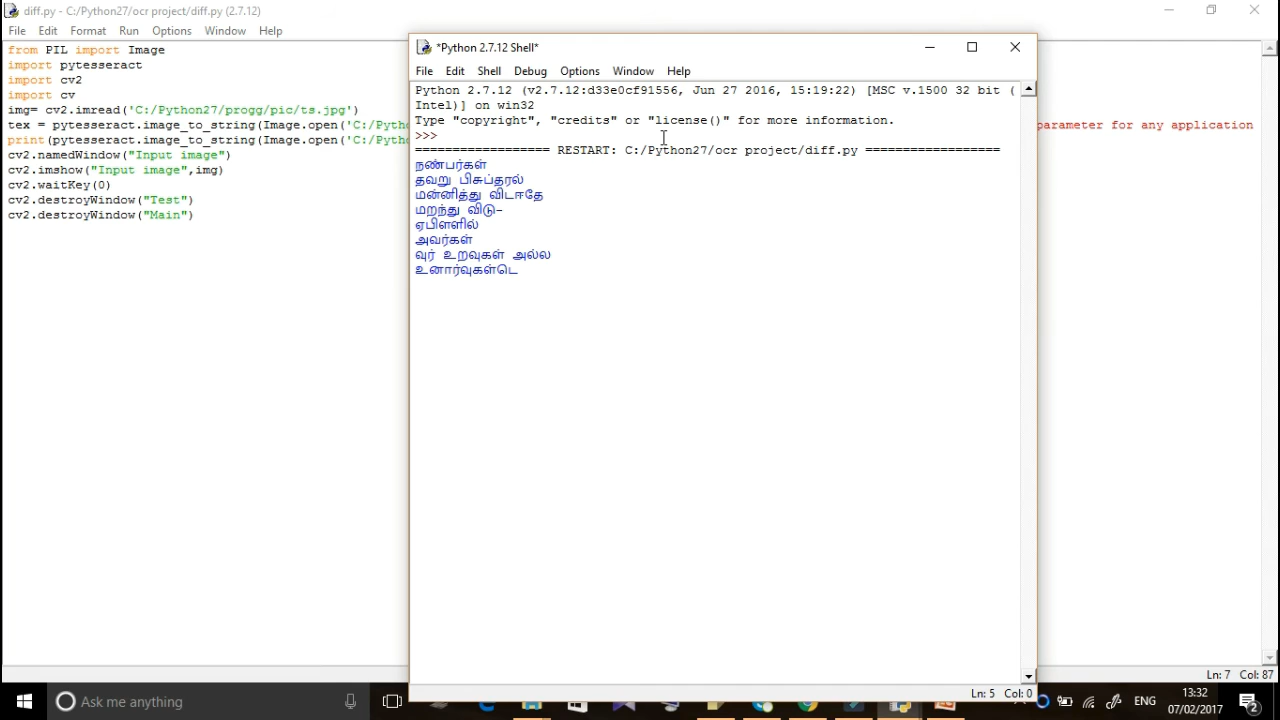 diff.py - C:/Python27/ocr project/diff.py (2.7.12)
File Edit Format Run Options Window Help
from PIL import Image
import pytesseract
import cv2
import cv
img= cv2.imread('C:/Python27/progg/pic/ts.jpg')
tex = pytesseract.image_to_string(Image.open('C:/Pytho
parameter for any application
print(pytesseract.image_to_string(Image.open('C:/Pytho
cv2.namedWindow("Input image")
cv2.imshow("Input image",img)
cv2.waitKey(0)
cv2.destroyWindow("Test")
cv2.destroyWindow("Main")
Ln: 7 Col: 87
*Python 2.7.12 Shell*
File Edit Shell Debug Options Window Help
Python 2.7.12 (v2.7.12:d33e0cf91556, Jun 27 2016, 15:19:22) [MSC v.1500 32 bit (
Intel)] on win32
Type "copyright", "credits" or "license()" for more information.
>>>
================== RESTART: C:/Python27/ocr project/diff.py ==================
நண்பர்கள்
தவறு பிசுப்தரல்
மன்னித்து விடஈதே
மறந்து விடு-
ஏபிளளில்
அவர்கள்
வுர் உறவுகள் அல்ல
உனார்வுகள்டெ
Ln: 5 Col: 0
Ask me anything
ENG
13:32
07/02/2017
2